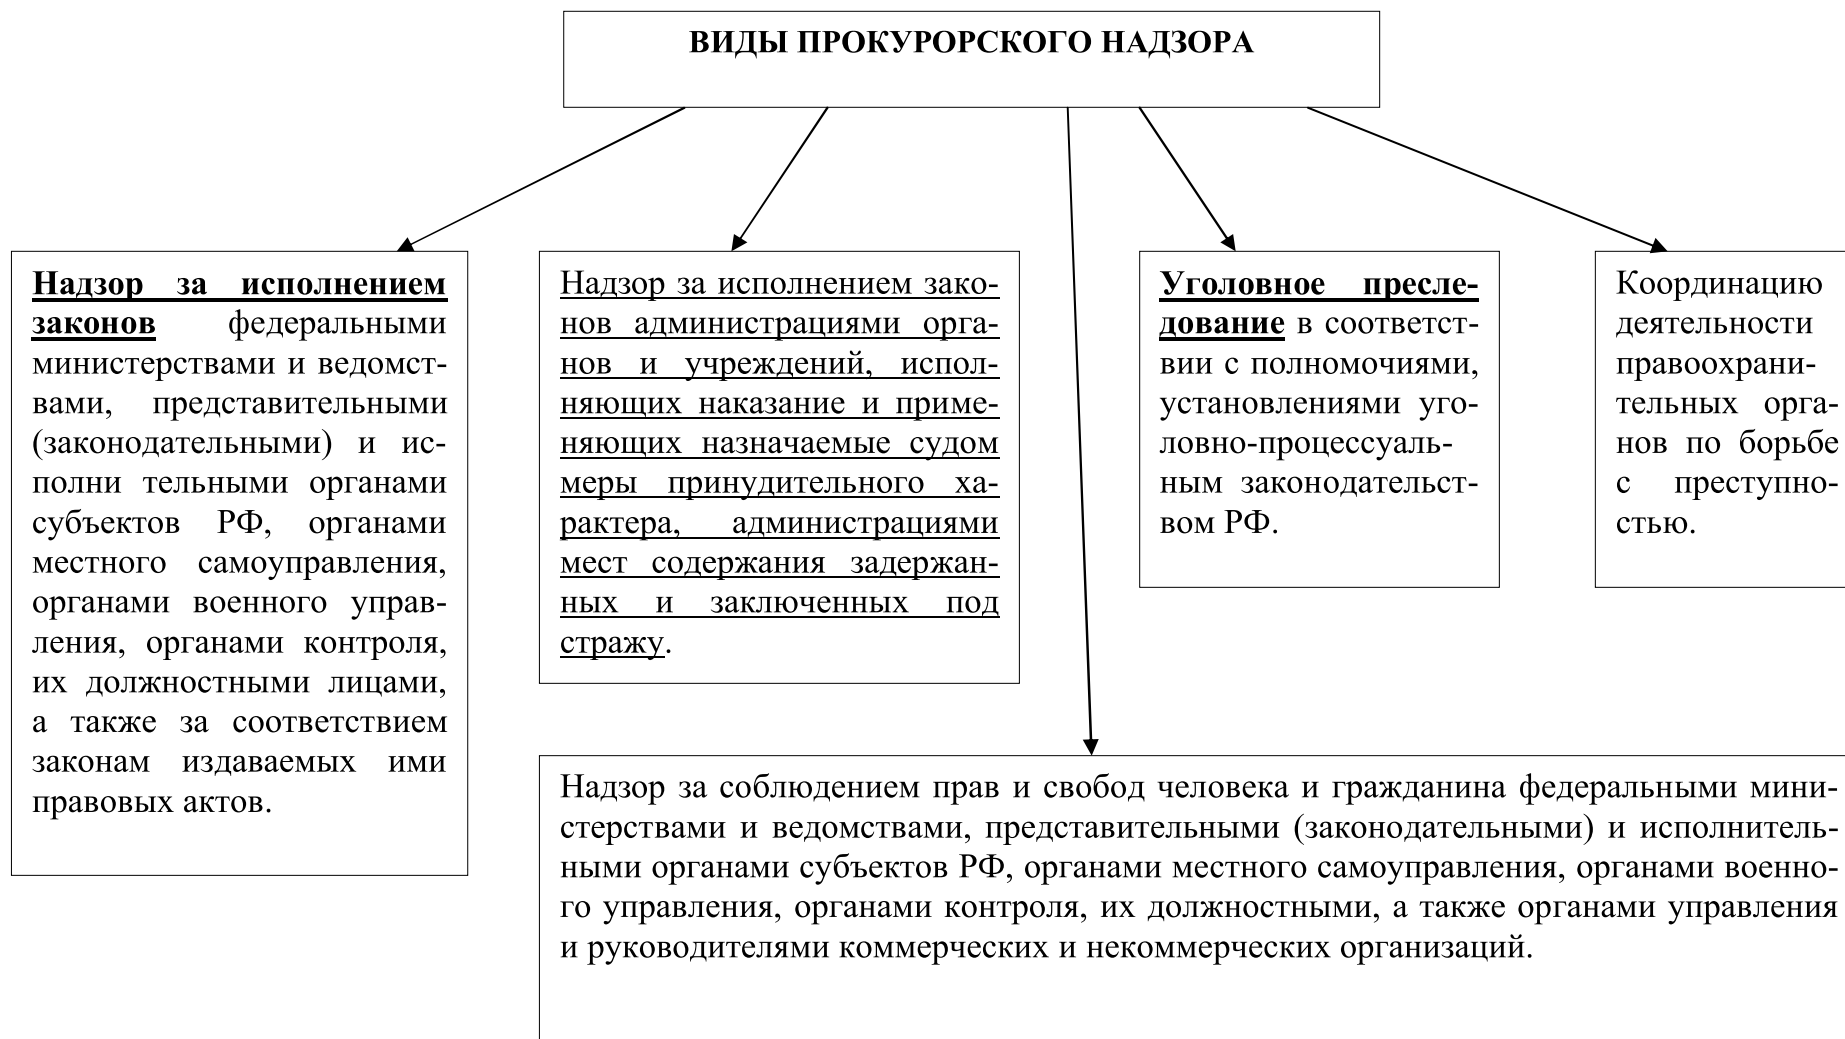 ВИДЫ ПРОКУРОРСКОГО НАДЗОРА
Надзор за исполнением
законов федеральными
министерствами и ведомст-
вами, представительными
(законодательными) и ис-
полни тельными органами
субъектов РФ, органами
местного самоуправления,
органами военного управ-
ления, органами контроля,
их должностными лицами,
а также за соответствием
законам издаваемых ими
правовых актов.
Надзор за исполнением зако-
нов администрациями орга-
нов и учреждений, испол-
няющих наказание и приме-
няющих назначаемые судом
меры принудительного ха-
рактера, администрациями
мест содержания задержан-
ных и заключенных под
стражу.
Уголовное пресле-
дование в соответст-
вии с полномочиями,
установлениями уго-
ловно-процессуаль-
ным законодательст-
вом РФ.
Координацию
деятельности
правоохрани-
тельных орга-
нов по борьбе
с преступно-
стью.
Надзор за соблюдением прав и свобод человека и гражданина федеральными мини-
стерствами и ведомствами, представительными (законодательными) и исполнитель-
ными органами субъектов РФ, органами местного самоуправления, органами военно-
го управления, органами контроля, их должностными, а также органами управления
и руководителями коммерческих и некоммерческих организаций.